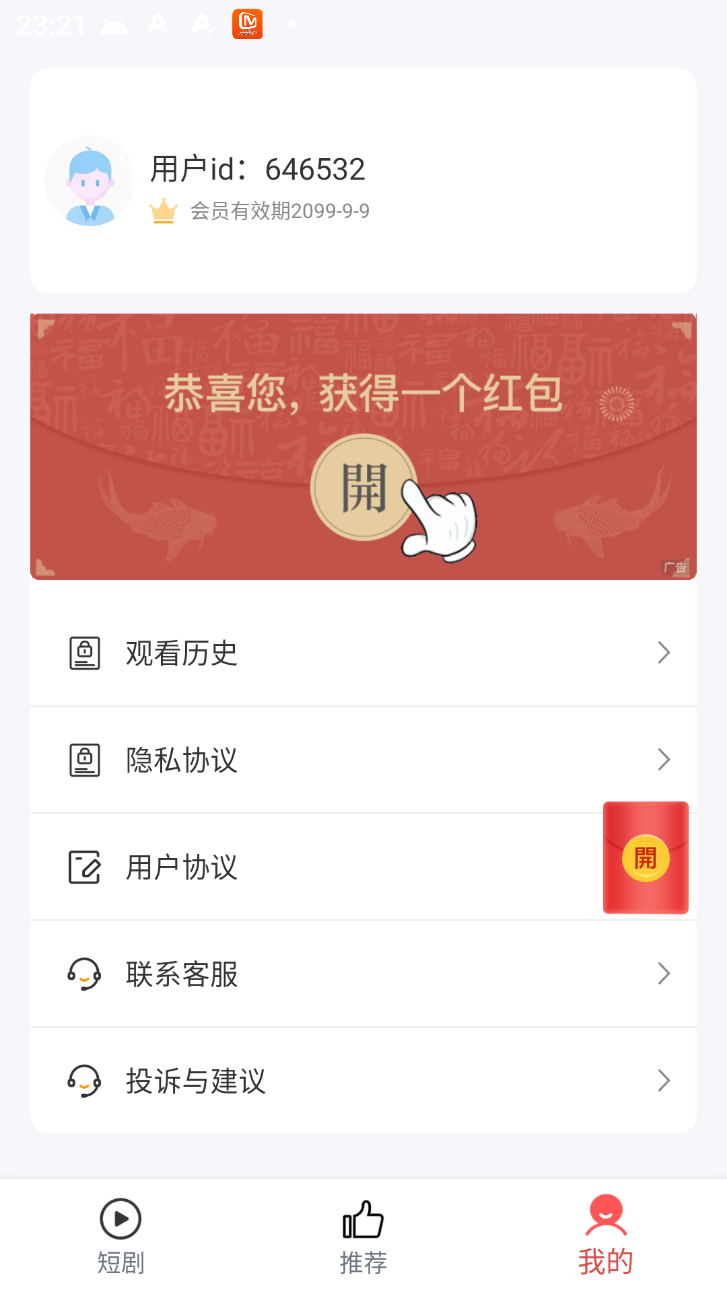 23:21
用户id：646532
会员有效期2099-9-9
恭喜您，获得一个红包
開
广告
观看历史
隐私协议
用户协议
開
联系客服
投诉与建议
短剧
推荐
我的